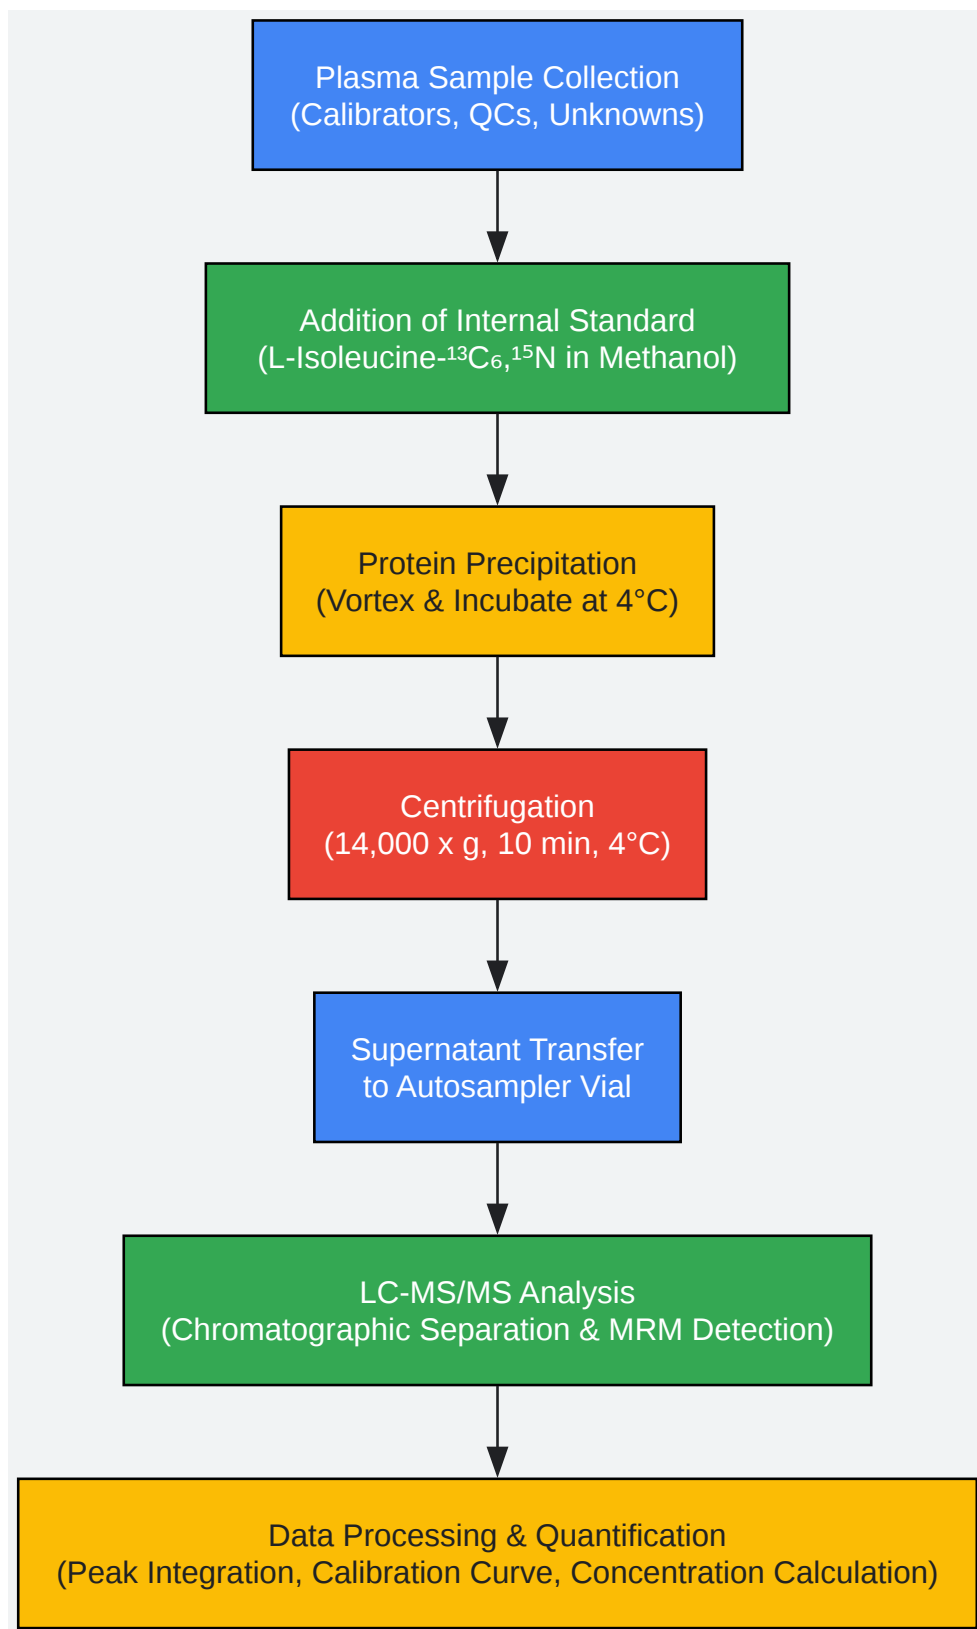 Plasma Sample Collection
(Calibrators, QCs, Unknowns)
Addition of Internal Standard
(L-Isoleucine-¹³C₆,¹⁵N in Methanol)
Protein Precipitation
(Vortex & Incubate at 4°C)
Centrifugation
(14,000 x g, 10 min, 4°C)
Supernatant Transfer
to Autosampler Vial
LC-MS/MS Analysis
(Chromatographic Separation & MRM Detection)
Data Processing & Quantification
(Peak Integration, Calibration Curve, Concentration Calculation)